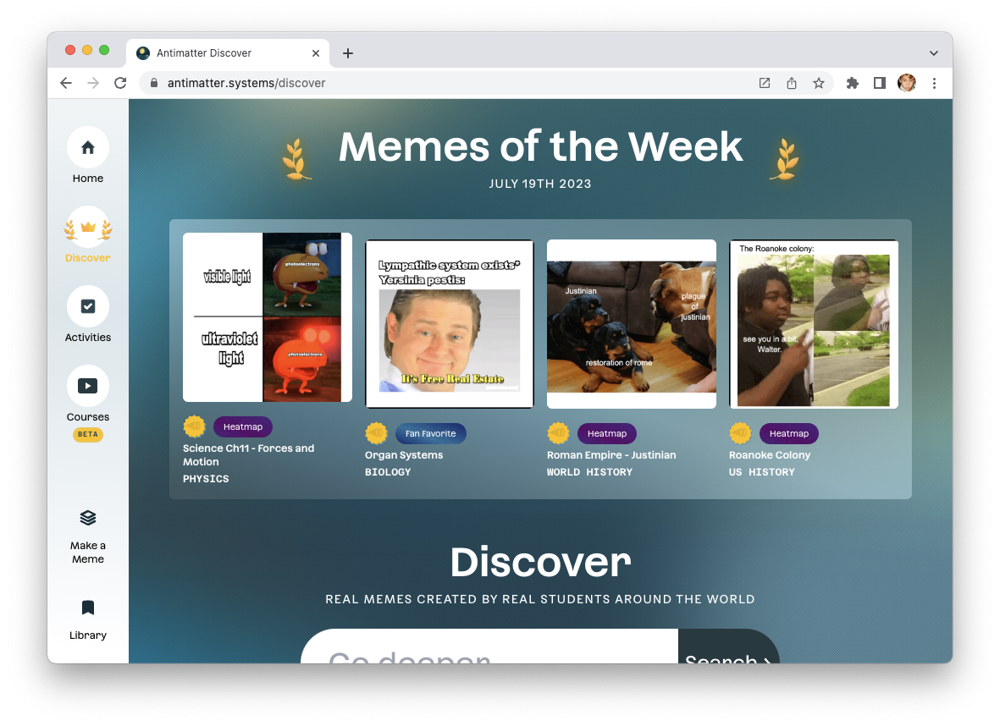 Antimatter Discover
antimatter.systems/discover
Home
Discover
Activities
Courses
BETA
Make a
Meme
Library
Memes of the Week
JULY 19TH 2023
visible light
photoelectrons
ultraviolet
light
photoelectrons
Heatmap
Science Ch11 - Forces and
Motion
PHYSICS
Lympathic system exists*
Yersinia pestis:
It's Free Real Estate
Fan Favorite
Organ Systems
BIOLOGY
Justinian
plague
of
justinian
restoration of rome
Heatmap
Roman Empire - Justinian
WORLD HISTORY
The Roanoke colony:
see you in a bit,
Walter.
Heatmap
Roanoke Colony
US HISTORY
Discover
REAL MEMES CREATED BY REAL STUDENTS AROUND THE WORLD
Go deeper
Search ›